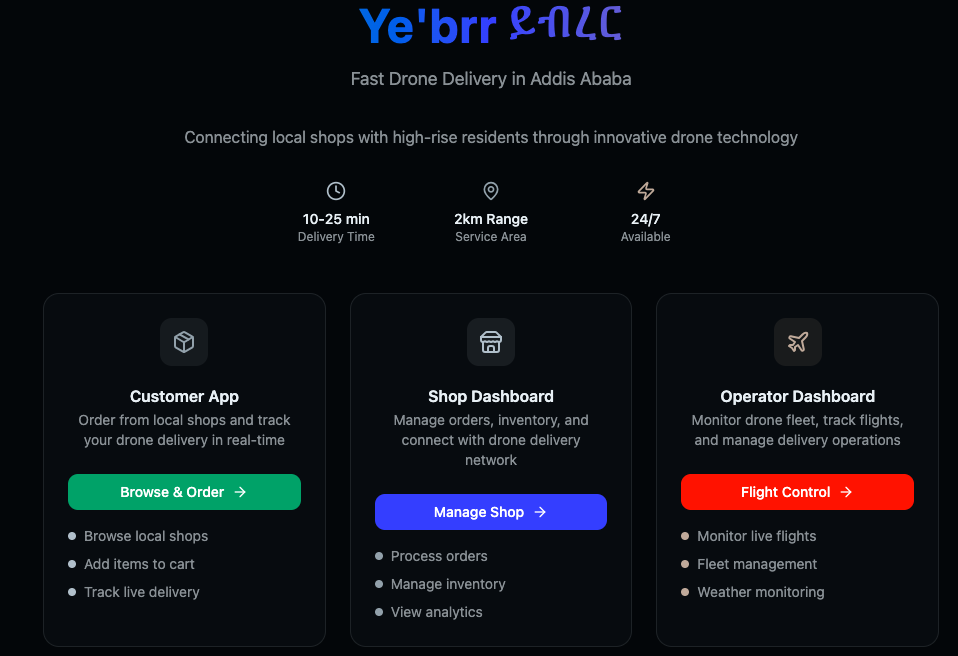 Ye'brr ይብረር
Fast Drone Delivery in Addis Ababa
Connecting local shops with high-rise residents through innovative drone technology
10-25 min
Delivery Time
2km Range
Service Area
24/7
Available
Customer App
Order from local shops and track
your drone delivery in real-time
Browse & Order →
Browse local shops
Add items to cart
Track live delivery
Shop Dashboard
Manage orders, inventory, and
connect with drone delivery
network
Manage Shop →
Process orders
Manage inventory
View analytics
Operator Dashboard
Monitor drone fleet, track flights,
and manage delivery operations
Flight Control →
Monitor live flights
Fleet management
Weather monitoring